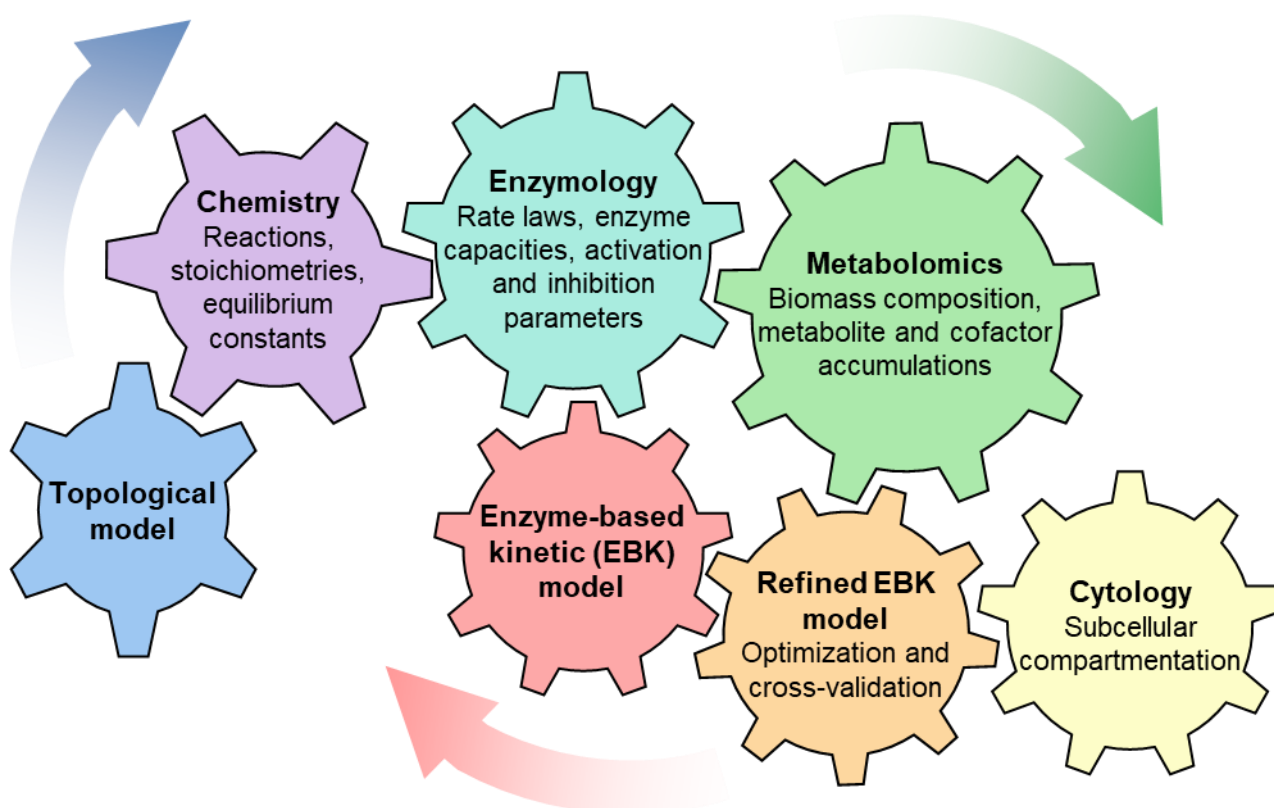 Chemistry
Reactions,
stoichiometries,
equilibrium
constants
Enzymology
Rate laws, enzyme
capacities, activation
and inhibition
parameters
Metabolomics
Biomass composition,
metabolite and cofactor
accumulations
Topological
model
Enzyme-based
kinetic (EBK)
model
Refined EBK
model
Optimization and
cross-validation
Cytology
Subcellular
compartmentation